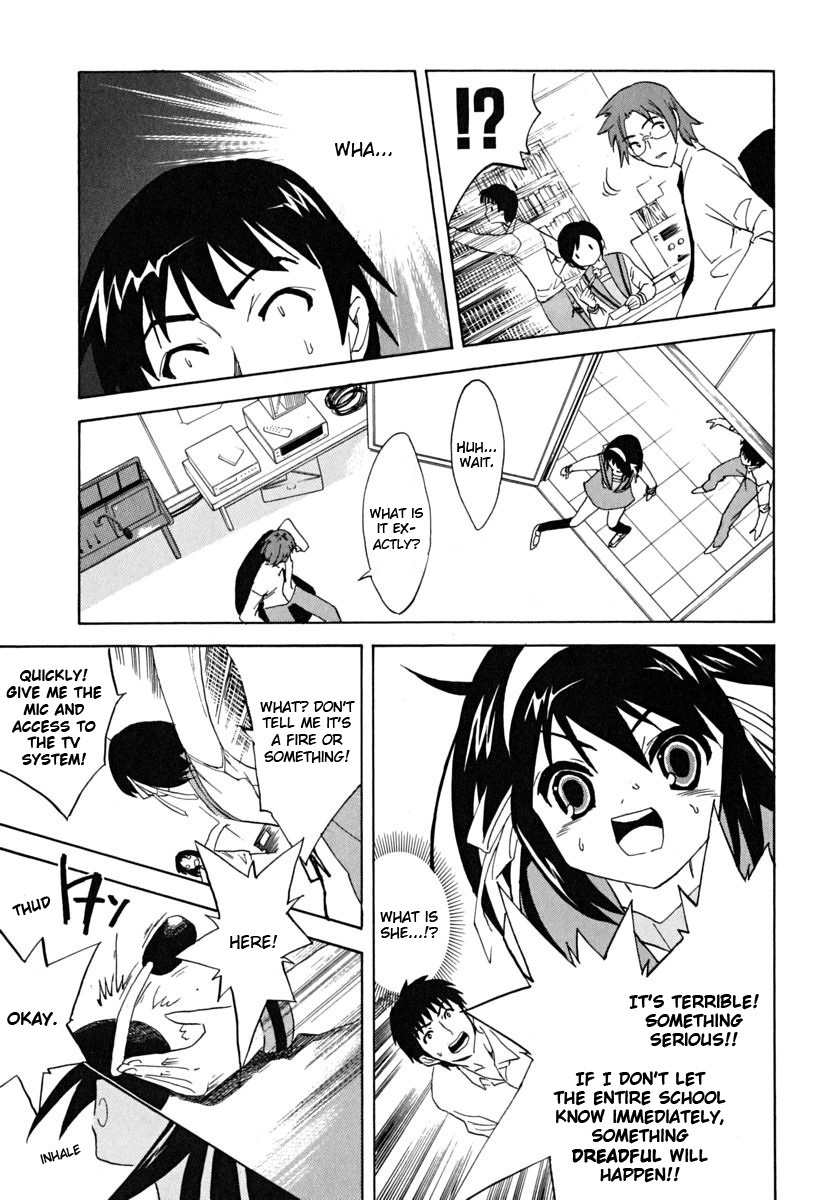 !?
WHA...
HUH...
WAIT.
WHAT IS
IT EX-
ACTLY?
IT'S TERRIBLE!
SOMETHING
SERIOUS!!
IF I DON'T LET
THE ENTIRE SCHOOL
KNOW IMMEDIATELY,
SOMETHING
DREADFUL WILL
HAPPEN!!
WHAT IS
SHE...!?
WHAT? DON'T
TELL ME IT'S
A FIRE OR
SOMETHING!
QUICKLY!
GIVE ME THE
MIC AND
ACCESS TO
THE TV
SYSTEM!
HERE!
THUD
OKAY.
INHALE